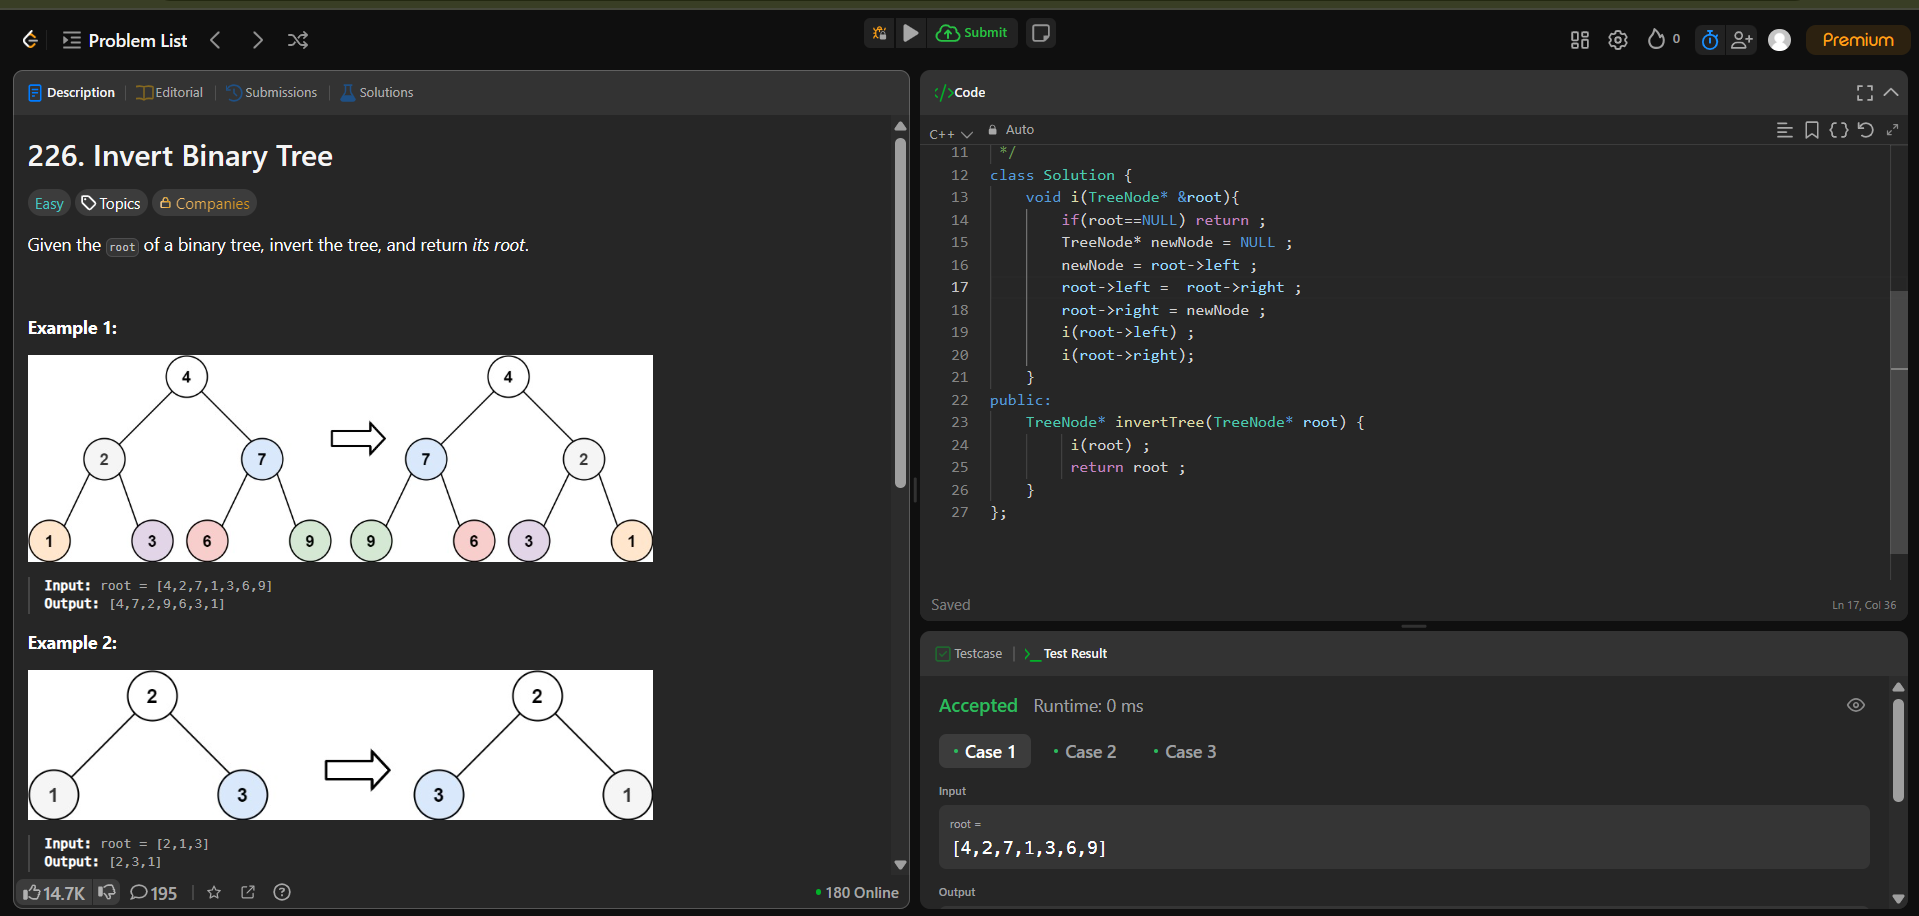 Problem List
Submit
0
Premium
Description
Editorial
Submissions
Solutions
226. Invert Binary Tree
Easy
Topics
Companies
Given the root of a binary tree, invert the tree, and return its root.
Example 1:
4 4
2 7 7 2
1 3 6 9 9 6 3 1
Input: root = [4,2,7,1,3,6,9]
Output: [4,7,2,9,6,3,1]
Example 2:
2 2
1 3 3 1
Input: root = [2,1,3]
Output: [2,3,1]
14.7K
195
180 Online
</>Code
C++
Auto
11 */
12 class Solution {
13 void i(TreeNode* &root){
14 if(root==NULL) return ;
15 TreeNode* newNode = NULL ;
16 newNode = root->left ;
17 root->left =  root->right ;
18 root->right = newNode ;
19 i(root->left) ;
20 i(root->right);
21 }
22 public:
23 TreeNode* invertTree(TreeNode* root) {
24 i(root) ;
25 return root ;
26 }
27 };
Saved
Ln 17, Col 36
Testcase
Test Result
Accepted
Runtime: 0 ms
Case 1
Case 2
Case 3
Input
root =
[4,2,7,1,3,6,9]
Output